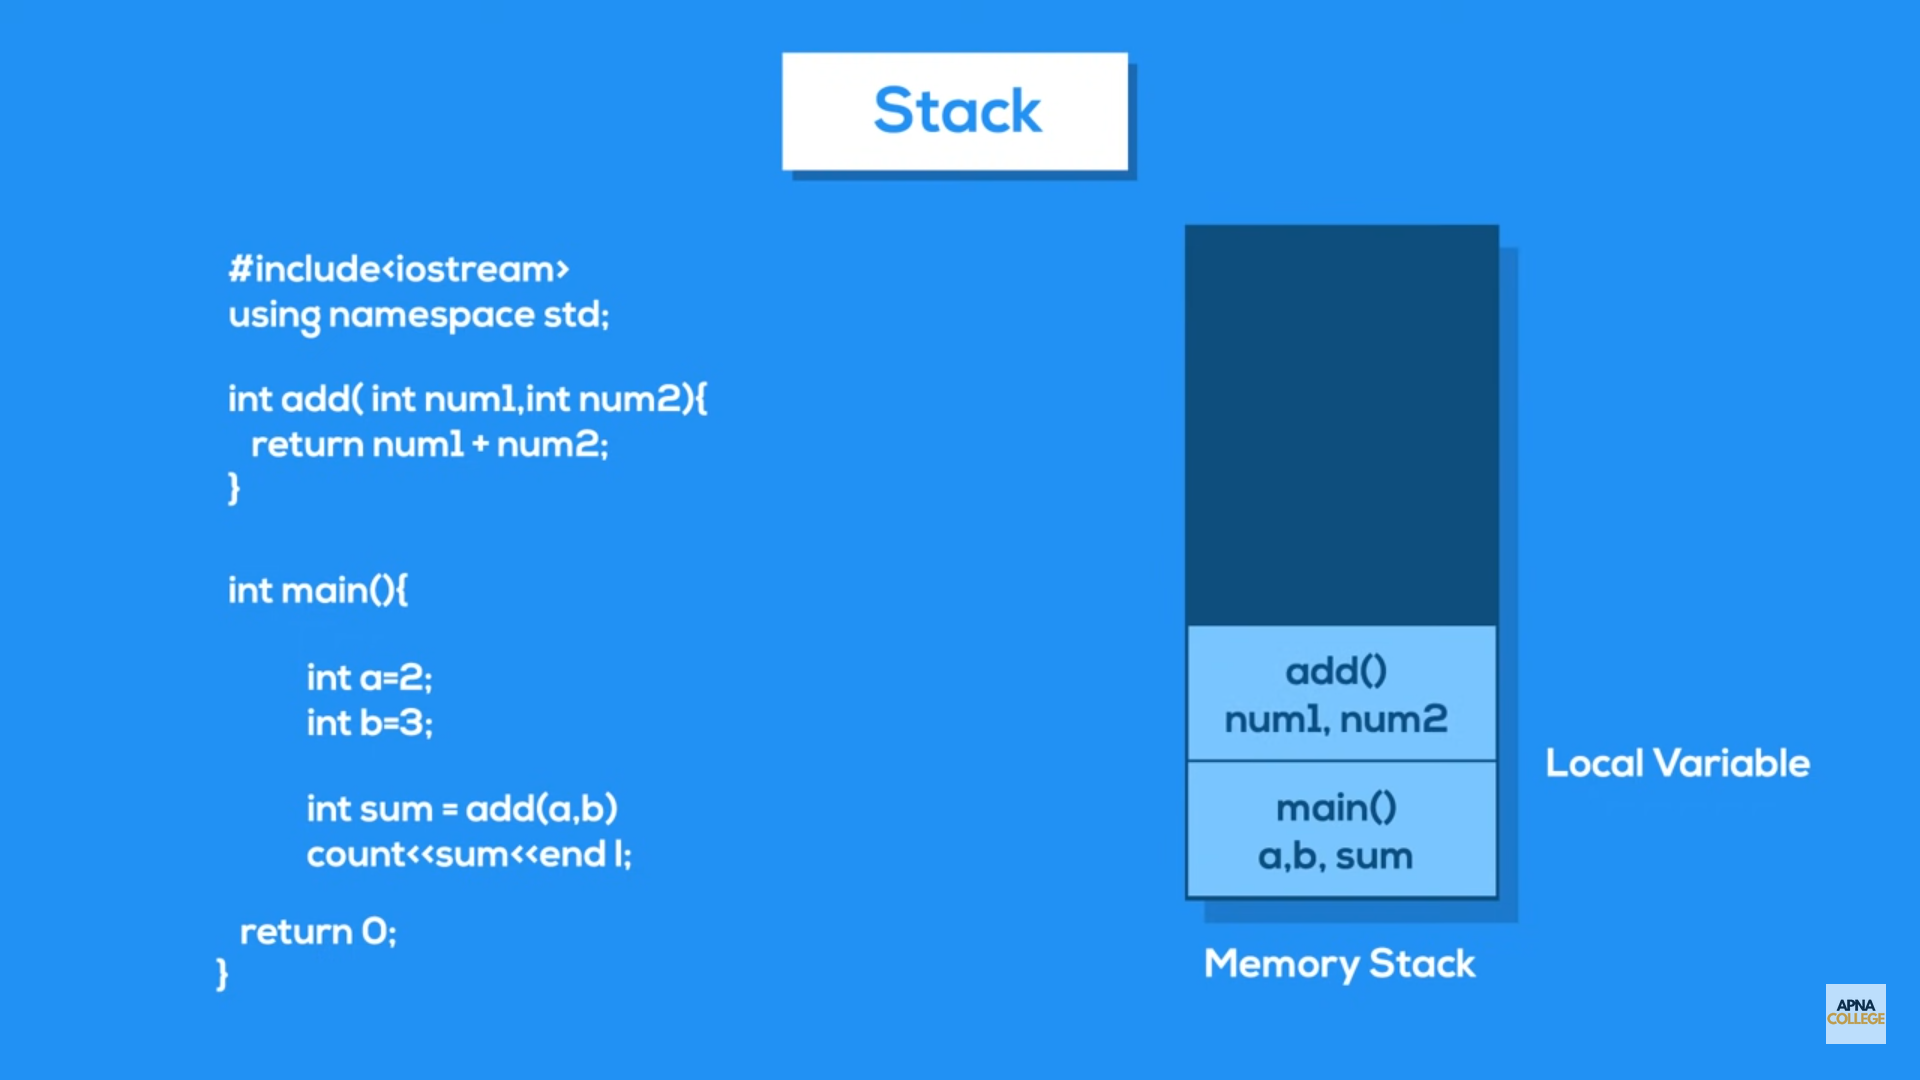 Stack
#include<iostream>
using namespace std;
int add( int num1,int num2){
return num1 + num2;
}
int main(){
int a=2;
int b=3;
int sum = add(a,b)
count<<sum<<end l;
return 0;
}
add()
num1, num2
main()
a,b, sum
Local Variable
Memory Stack
APNA
COLLEGE